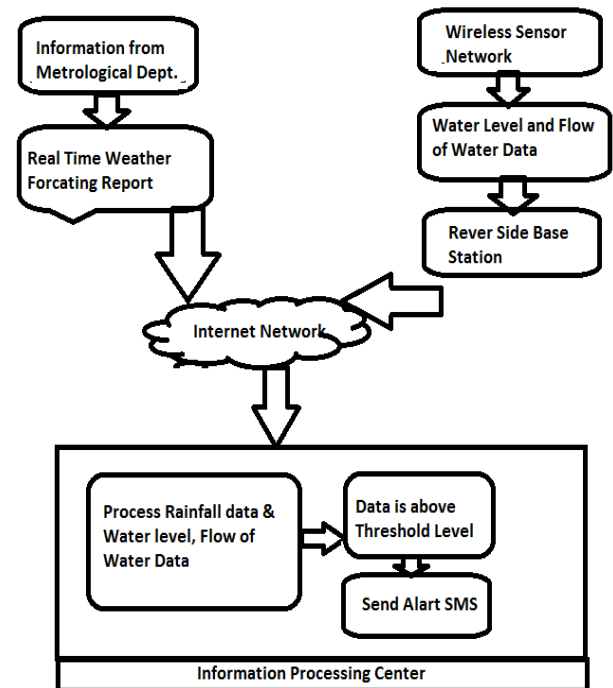 Information from
Metrological Dept.
Real Time Weather
Forcating Report
Wireless Sensor
Network
Water Level and Flow
of Water Data
Rever Side Base
Station
Internet Network
Process Rainfall data &
Water level, Flow of
Water Data
Data is above
Threshold Level
Send Alart SMS
Information Processing Center